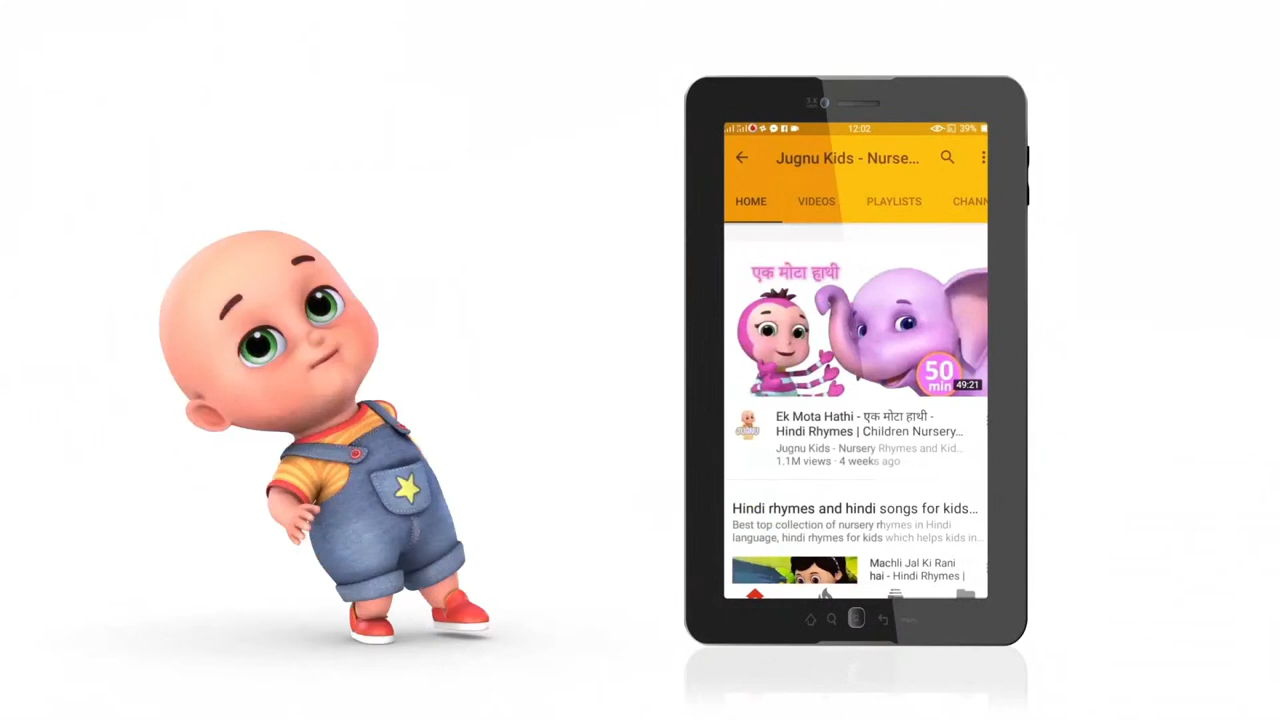 12:02
39%
Jugnu Kids - Nurse...
HOME VIDEOS PLAYLISTS CHANN
एक मोटा हाथी
50
min
49:21
JUGNU
Ek Mota Hathi - एक मोटा हाथी -
Hindi Rhymes | Children Nursery...
Jugnu Kids - Nursery Rhymes and Kid..
1.1M views · 4 weeks ago
Hindi rhymes and hindi songs for kids...
Best top collection of nursery rhymes in Hindi
language, hindi rhymes for kids which helps kids in...
Machli Jal Ki Rani
hai - Hindi Rhymes |